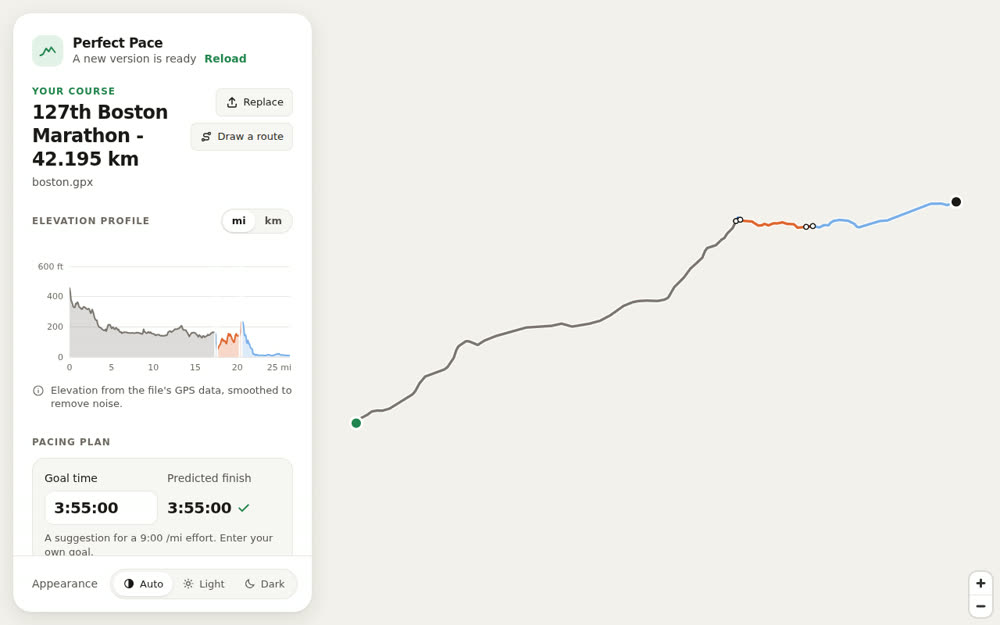 Perfect Pace
A new version is ready Reload
YOUR COURSE
127th Boston
Marathon -
42.195 km
boston.gpx
Replace
Draw a route
ELEVATION PROFILE
mi km
600 ft
400
200
0
0 5 10 15 20 25 mi
Elevation from the file's GPS data, smoothed to
remove noise.
PACING PLAN
Goal time Predicted finish
3:55:00 3:55:00
A suggestion for a 9:00 /mi effort. Enter your
own goal.
Appearance Auto Light Dark
+
−